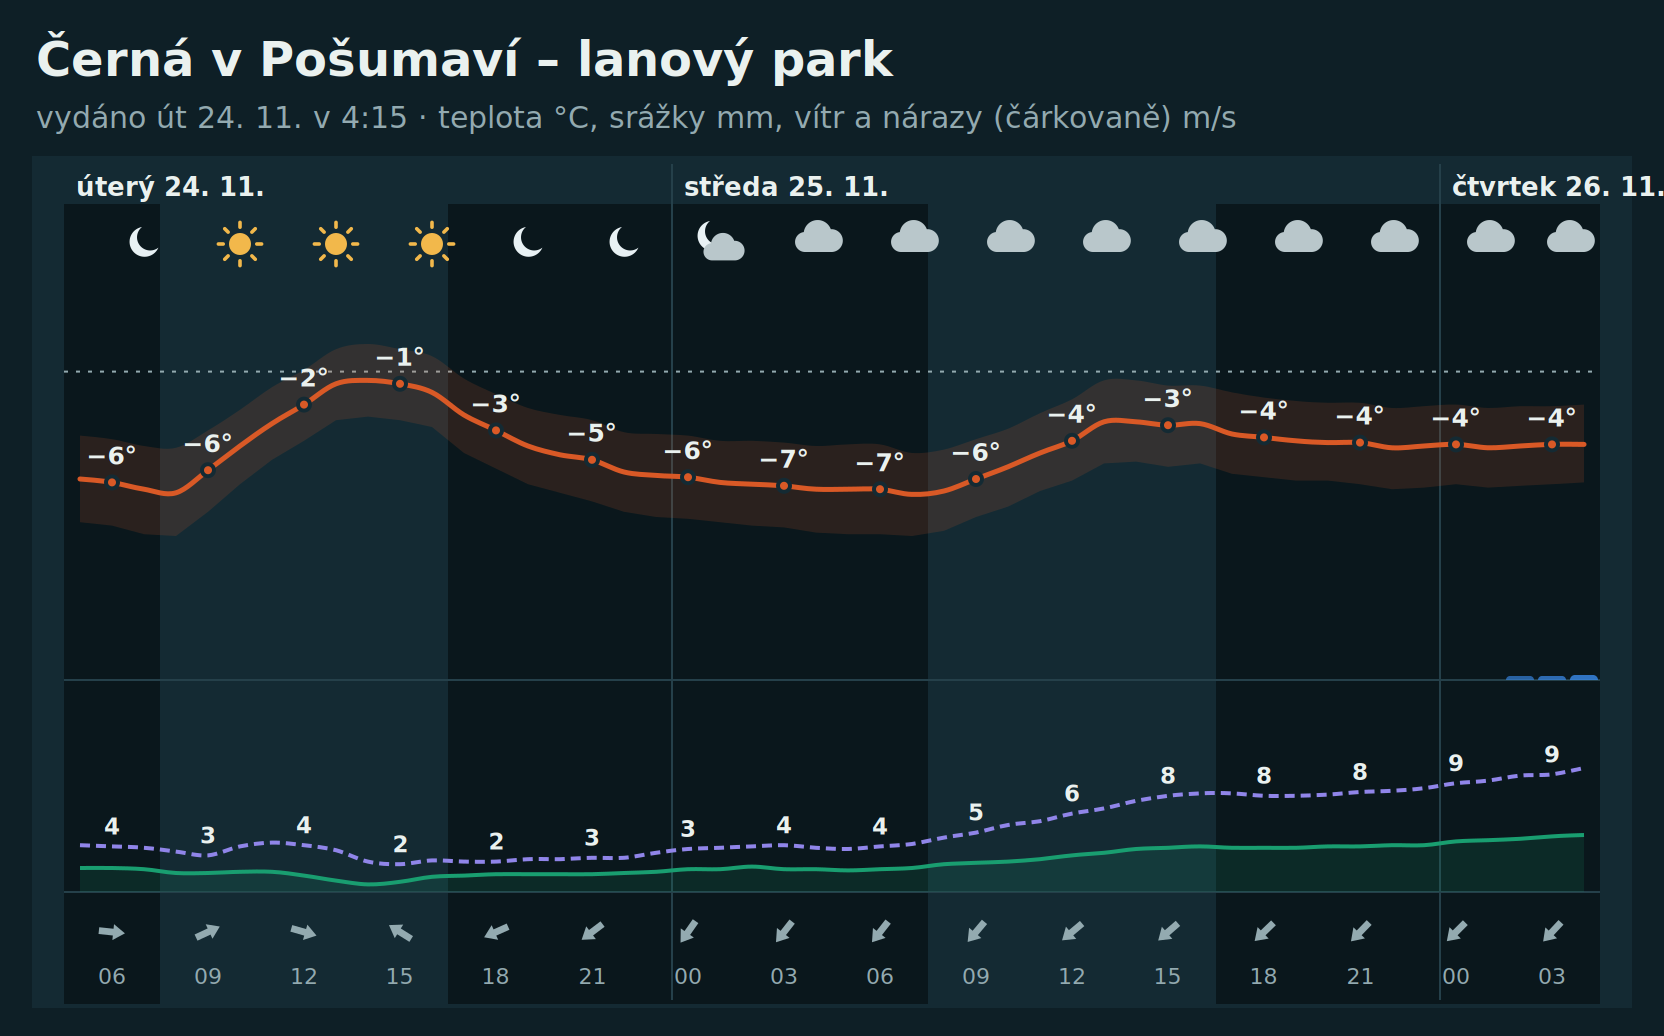 Černá v Pošumaví – lanový park
vydáno út 24. 11. v 4:15 · teplota °C, srážky mm, vítr a nárazy (čárkovaně) m/s
úterý 24. 11. středa 25. 11. čtvrtek 26. 11.
−6° −6° −2° −1° −3° −5° −6° −7° −7° −6° −4° −3° −4° −4° −4° −4°
4 3 4 2 2 3 3 4 4 5 6 8 8 8 9 9
06 09 12 15 18 21 00 03 06 09 12 15 18 21 00 03